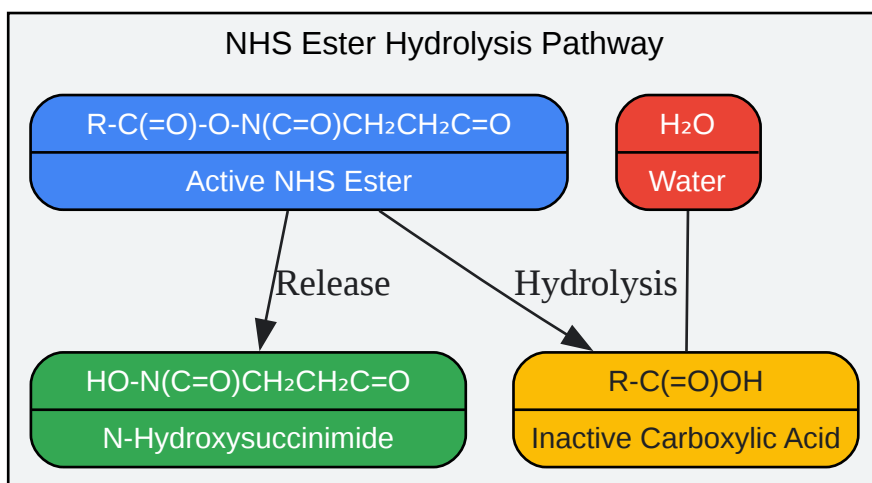 NHS Ester Hydrolysis Pathway
R-C(=O)-O-N(C=O)CH₂CH₂C=O
Active NHS Ester
H₂O
Water
Release
Hydrolysis
HO-N(C=O)CH₂CH₂C=O
N-Hydroxysuccinimide
R-C(=O)OH
Inactive Carboxylic Acid